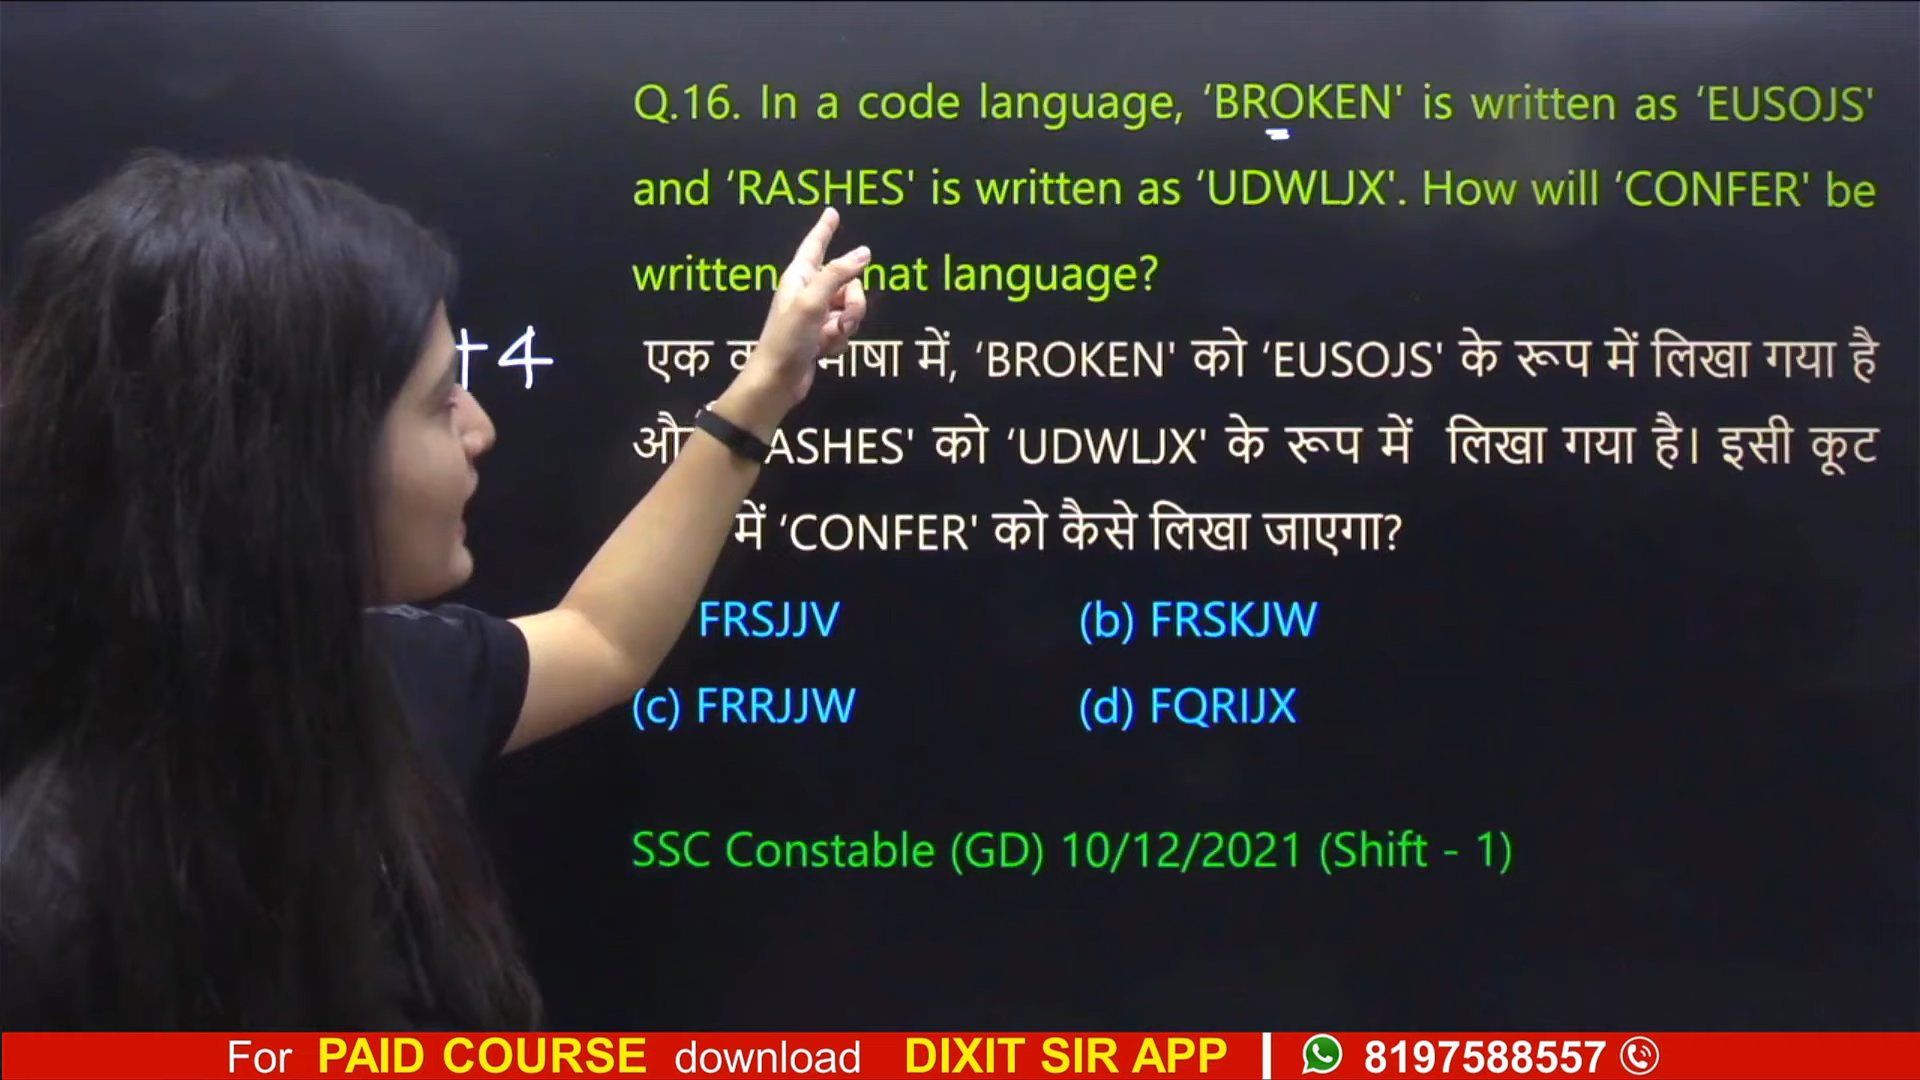 Q.16. In a code language, ‘BROKEN' is written as ‘EUSOJS'
and ‘RASHES' is written as ‘UDWLJX'. How will ‘CONFER' be
written language?
+4
एक में, ‘BROKEN' को ‘EUSOJS' के रूप में लिखा गया है
को ‘UDWLJX' के रूप में लिखा गया है। इसी कूट
में ‘CONFER' को कैसे लिखा जाएगा?
FRSJJV (b) FRSKJW
(c) FRRJJW (d) FQRIJX
SSC Constable (GD) 10/12/2021 (Shift - 1)
For PAID COURSE download DIXIT SIR APP | 8197588557